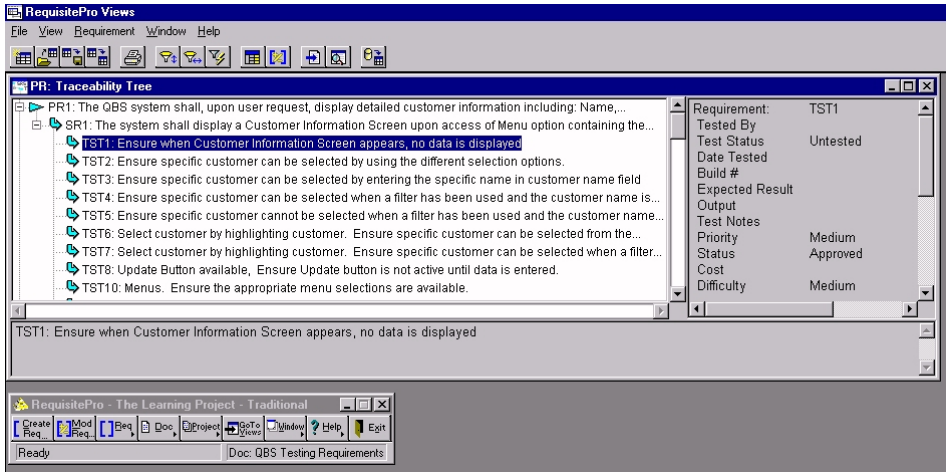 RequisitePro Views
File View Requirement Window Help
PR: Traceability Tree
PR1: The QBS system shall, upon user request, display detailed customer information including: Name,...
SR1: The system shall display a Customer Information Screen upon access of Menu option containing the...
TST1: Ensure when Customer Information Screen appears, no data is displayed
TST2: Ensure specific customer can be selected by using the different selection options.
TST3: Ensure specific customer can be selected by entering the specific name in customer name field
TST4: Ensure specific customer can be selected when a filter has been used and the customer name is...
TST5: Ensure specific customer cannot be selected when a filter has been used and the customer name...
TST6: Select customer by highlighting customer. Ensure specific customer can be selected from the...
TST7: Select customer by highlighting customer. Ensure specific customer can be selected when a filter...
TST8: Update Button available, Ensure Update button is not active until data is entered.
TST10: Menus. Ensure the appropriate menu selections are available.
Requirement: TST1
Tested By
Test Status Untested
Date Tested
Build #
Expected Result
Output
Test Notes
Priority Medium
Status Approved
Cost
Difficulty Medium
TST1: Ensure when Customer Information Screen appears, no data is displayed
RequisitePro - The Learning Project - Traditional
Create Req... Mod Req... Req Doc Project GoTo Views Window Help Exit
Ready Doc: QBS Testing Requirements